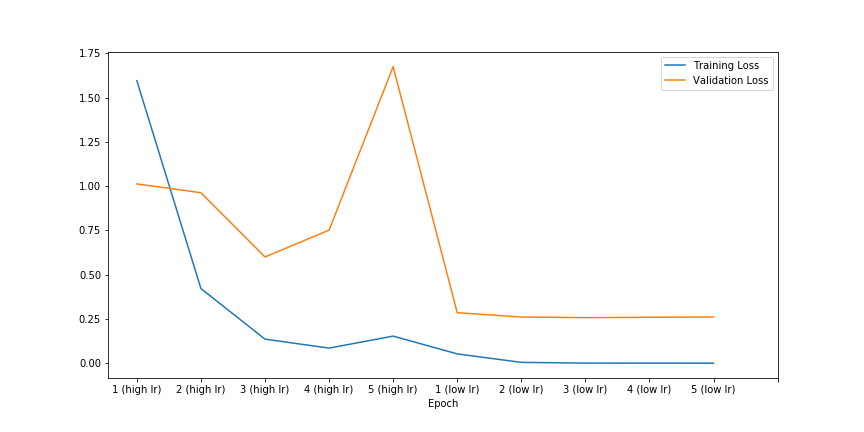 1.75
1.50
1.25
1.00
0.75
0.50
0.25
0.00
Training Loss
Validation Loss
1 (high lr) 2 (high lr) 3 (high lr) 4 (high lr) 5 (high lr) 1 (low lr) 2 (low lr) 3 (low lr) 4 (low lr) 5 (low lr)
Epoch